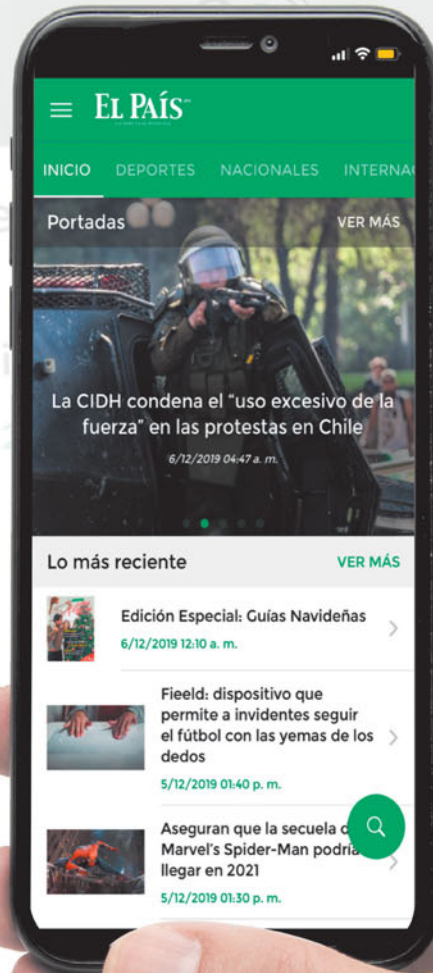 EL PAÍS
INICIO DEPORTES NACIONALES INTERNA
Portadas VER MÁS
La CIDH condena el “uso excesivo de la
fuerza” en las protestas en Chile
6/12/2019 04:47 a. m.
Lo más reciente VER MÁS
Edición Especial: Guías Navideñas
6/12/2019 12:10 a. m.
Fieeld: dispositivo que
permite a invidentes seguir
el fútbol con las yemas de los
dedos
5/12/2019 01:40 p. m.
Aseguran que la secuela d
Marvel’s Spider-Man podría
llegar en 2021
5/12/2019 01:30 p. m.